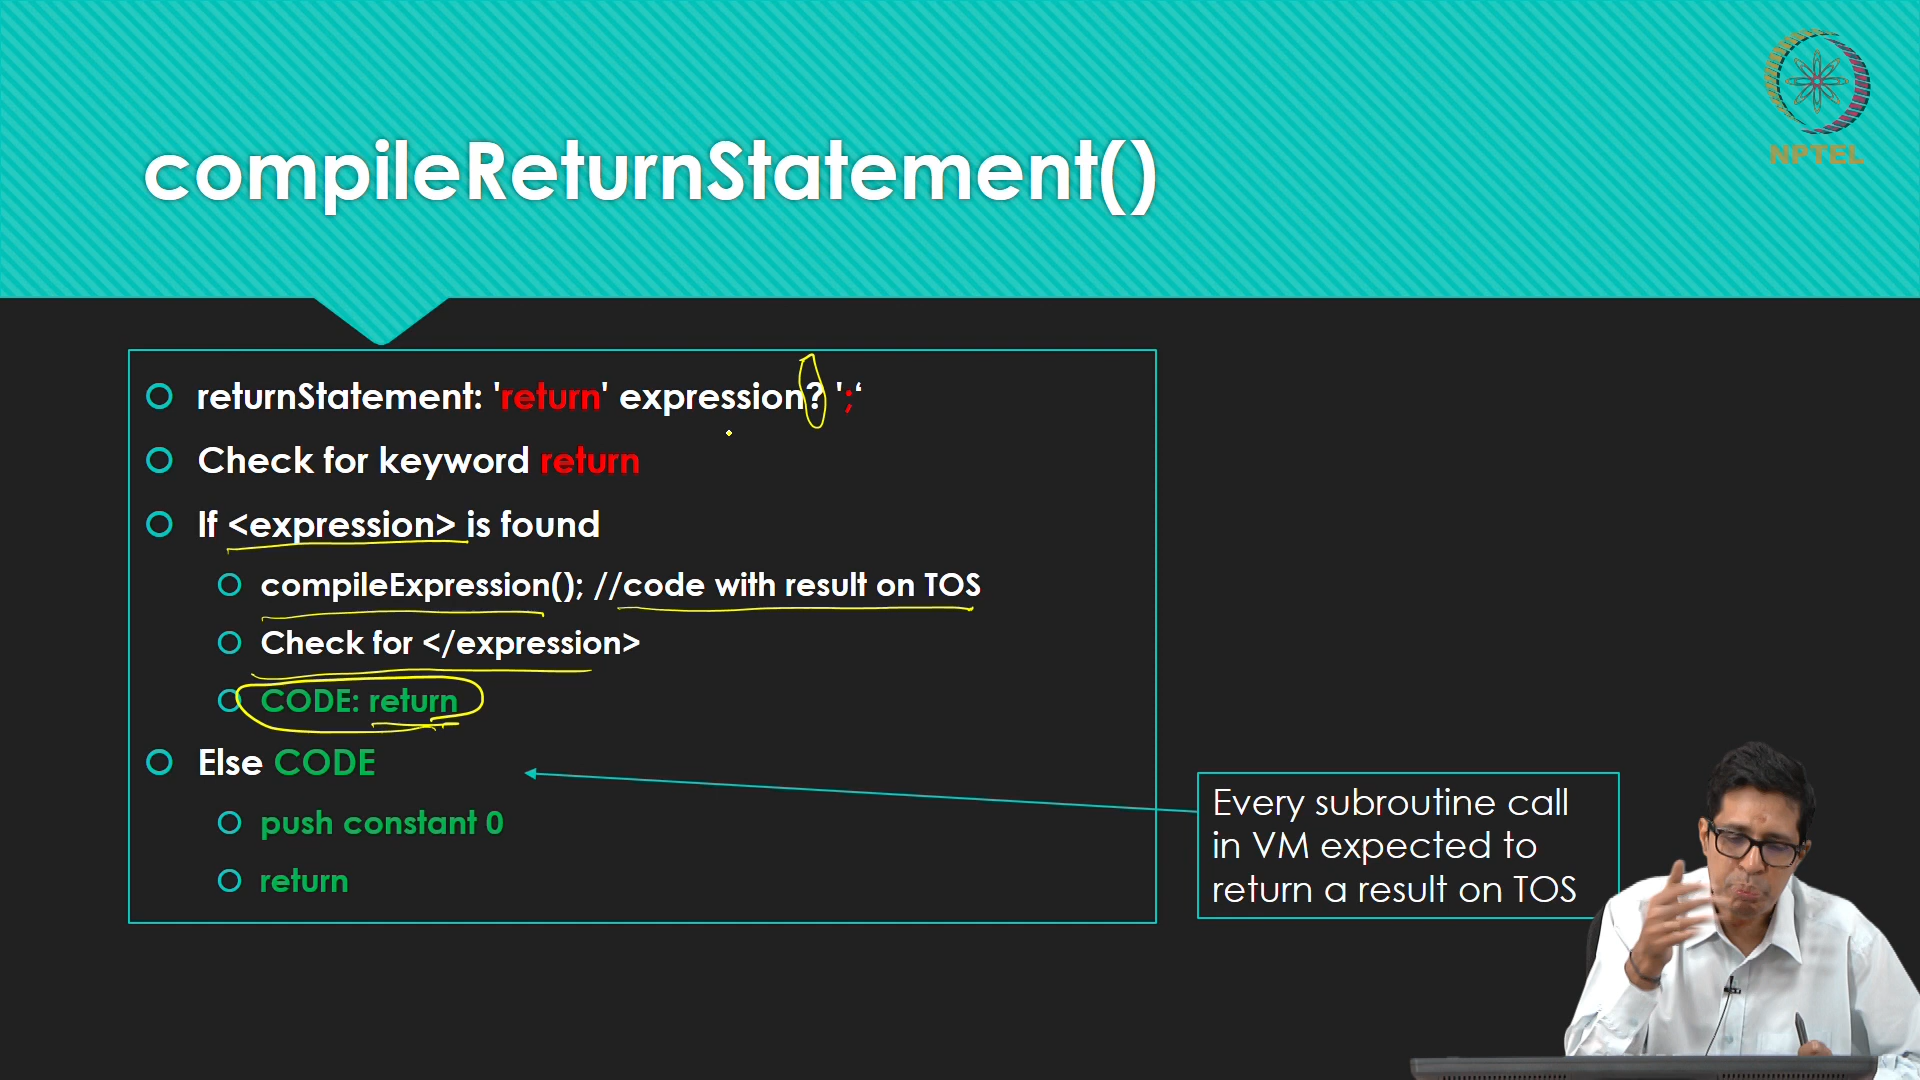 NPTEL
compileReturnStatement()
returnStatement: 'return' expression? ';‘
Check for keyword return
If <expression> is found
compileExpression(); //code with result on TOS
Check for </expression>
CODE: return
Else CODE
push constant 0
return
Every subroutine call
in VM expected to
return a result on TOS